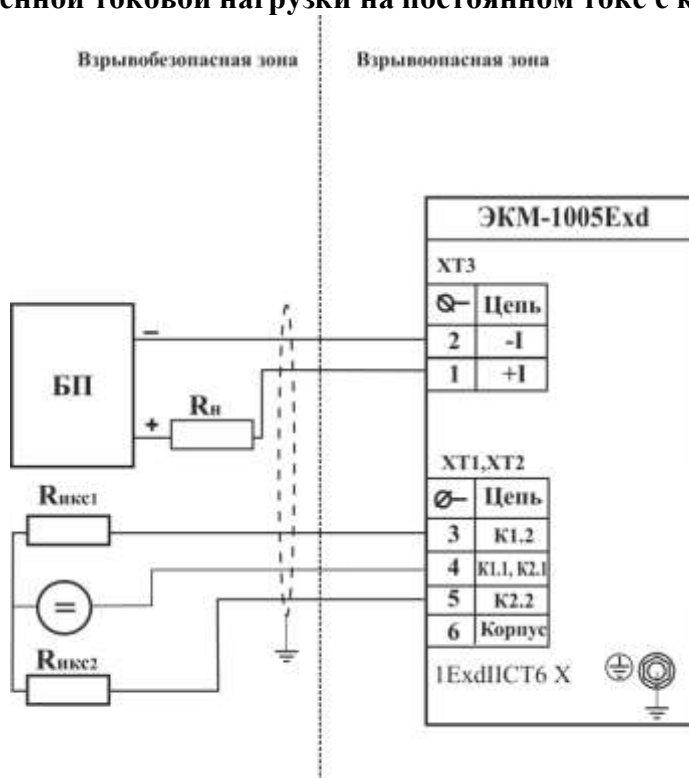 енной токовой нагрузки на постоянном токе с к
Взрывобезопасная зона
Взрывоопасная зона
ЭКМ-1005Exd
XT3
Цепь
2 -I
1 +I
БП
−
+
Rн
XT1,XT2
Цепь
3 К1.2
4 К1.1, К2.1
5 К2.2
6 Корпус
Rикс1
=
Rикс2
1ExdIICT6 X